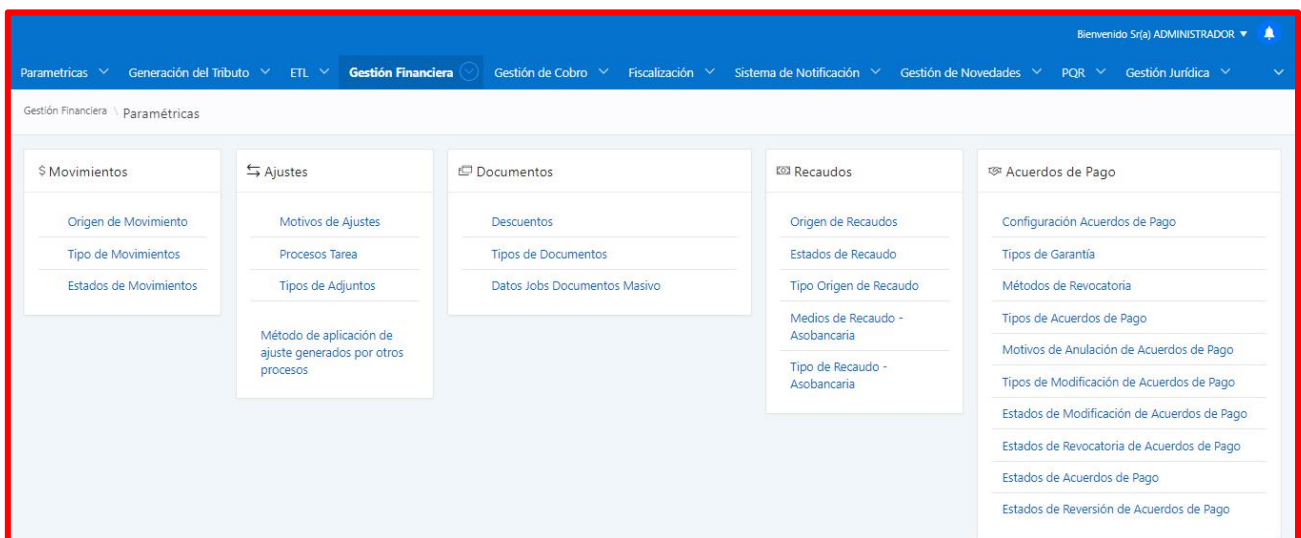 Bienvenido Sr(a) ADMINISTRADOR
Parametricas Generación del Tributo ETL Gestión Financiera Gestión de Cobro Fiscalización Sistema de Notificación Gestión de Novedades PQR Gestión Jurídica
Gestión Financiera \ Paramétricas
$ Movimientos
Origen de Movimiento
Tipo de Movimientos
Estados de Movimientos
Ajustes
Motivos de Ajustes
Procesos Tarea
Tipos de Adjuntos
Método de aplicación de
ajuste generados por otros
procesos
Documentos
Descuentos
Tipos de Documentos
Datos Jobs Documentos Masivo
Recaudos
Origen de Recaudos
Estados de Recaudo
Tipo Origen de Recaudo
Medios de Recaudo -
Asobancaria
Tipo de Recaudo -
Asobancaria
Acuerdos de Pago
Configuración Acuerdos de Pago
Tipos de Garantía
Métodos de Revocatoria
Tipos de Acuerdos de Pago
Motivos de Anulación de Acuerdos de Pago
Tipos de Modificación de Acuerdos de Pago
Estados de Modificación de Acuerdos de Pago
Estados de Revocatoria de Acuerdos de Pago
Estados de Acuerdos de Pago
Estados de Reversión de Acuerdos de Pago